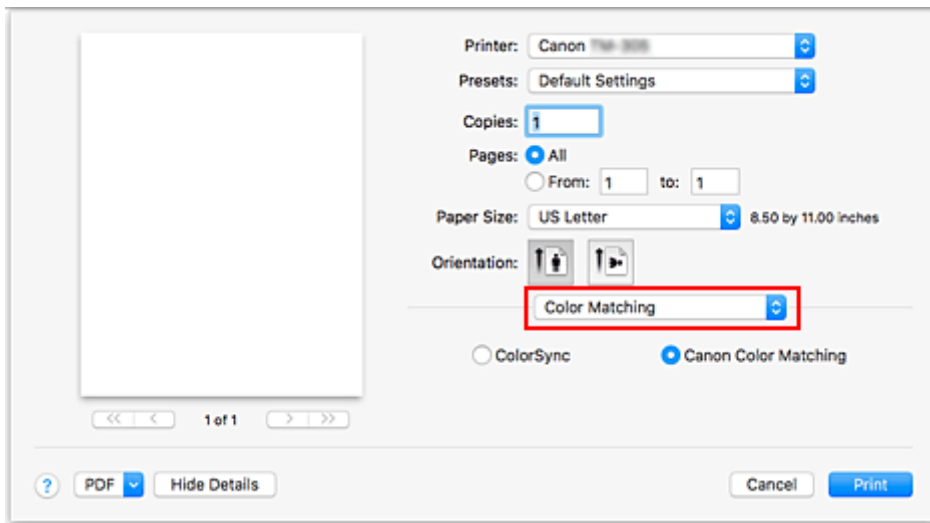 Printer: Canon
Presets: Default Settings
Copies: 1
Pages: All
From: 1 to: 1
Paper Size: US Letter 8.50 by 11.00 inches
Orientation:
Color Matching
ColorSync Canon Color Matching
<< < 1 of 1 > >>
? PDF Hide Details Cancel Print